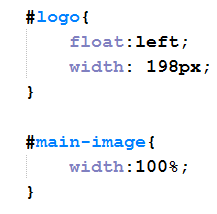 #logo{
    float:left;
    width: 198px;
}

#main-image{
    width:100%;
}